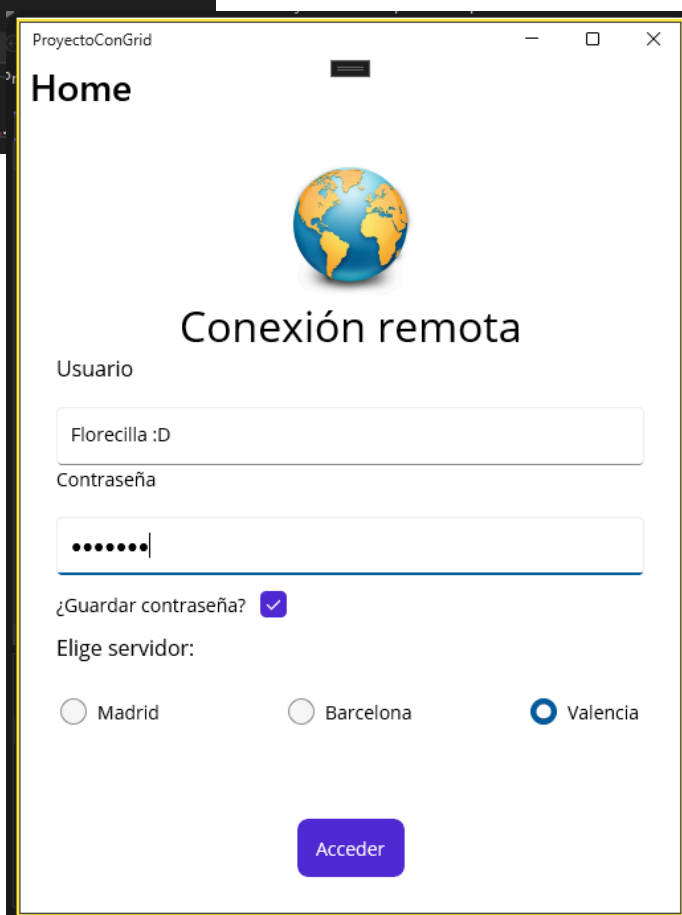 ProyectoConGrid
Home
Conexión remota
Usuario
Florecilla :D
Contraseña
•••••••
¿Guardar contraseña?
Elige servidor:
Madrid Barcelona Valencia
Acceder